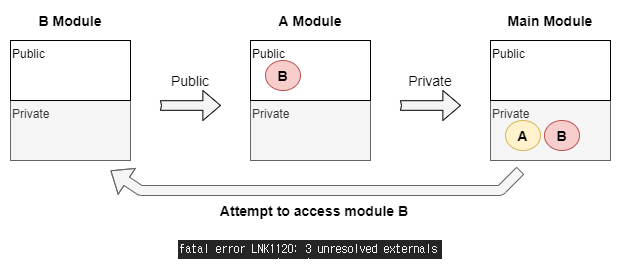 B Module
A Module
Main Module
Public
Public
Public
B
Public
Private
Private
Private
Private
A
B
Attempt to access module B
fatal error LNK1120: 3 unresolved externals